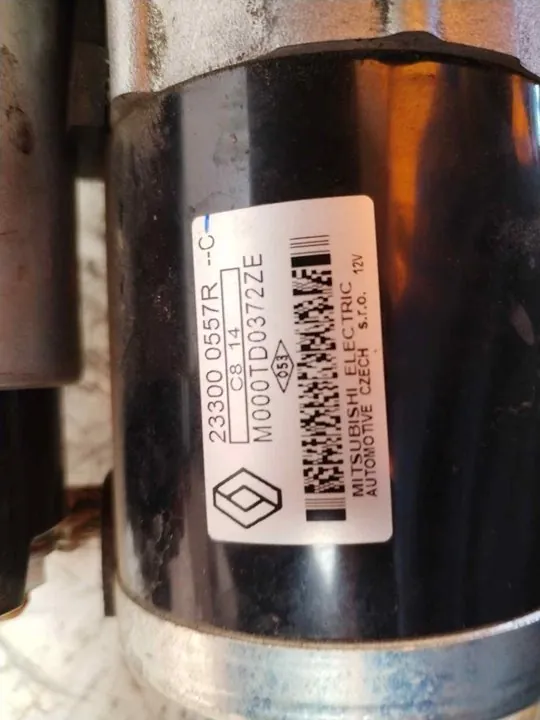 23300 0557R --C
C8 14
M000TD0372ZE
053
MITSUBISHI ELECTRIC
AUTOMOTIVE CZECH s.r.o. 12V